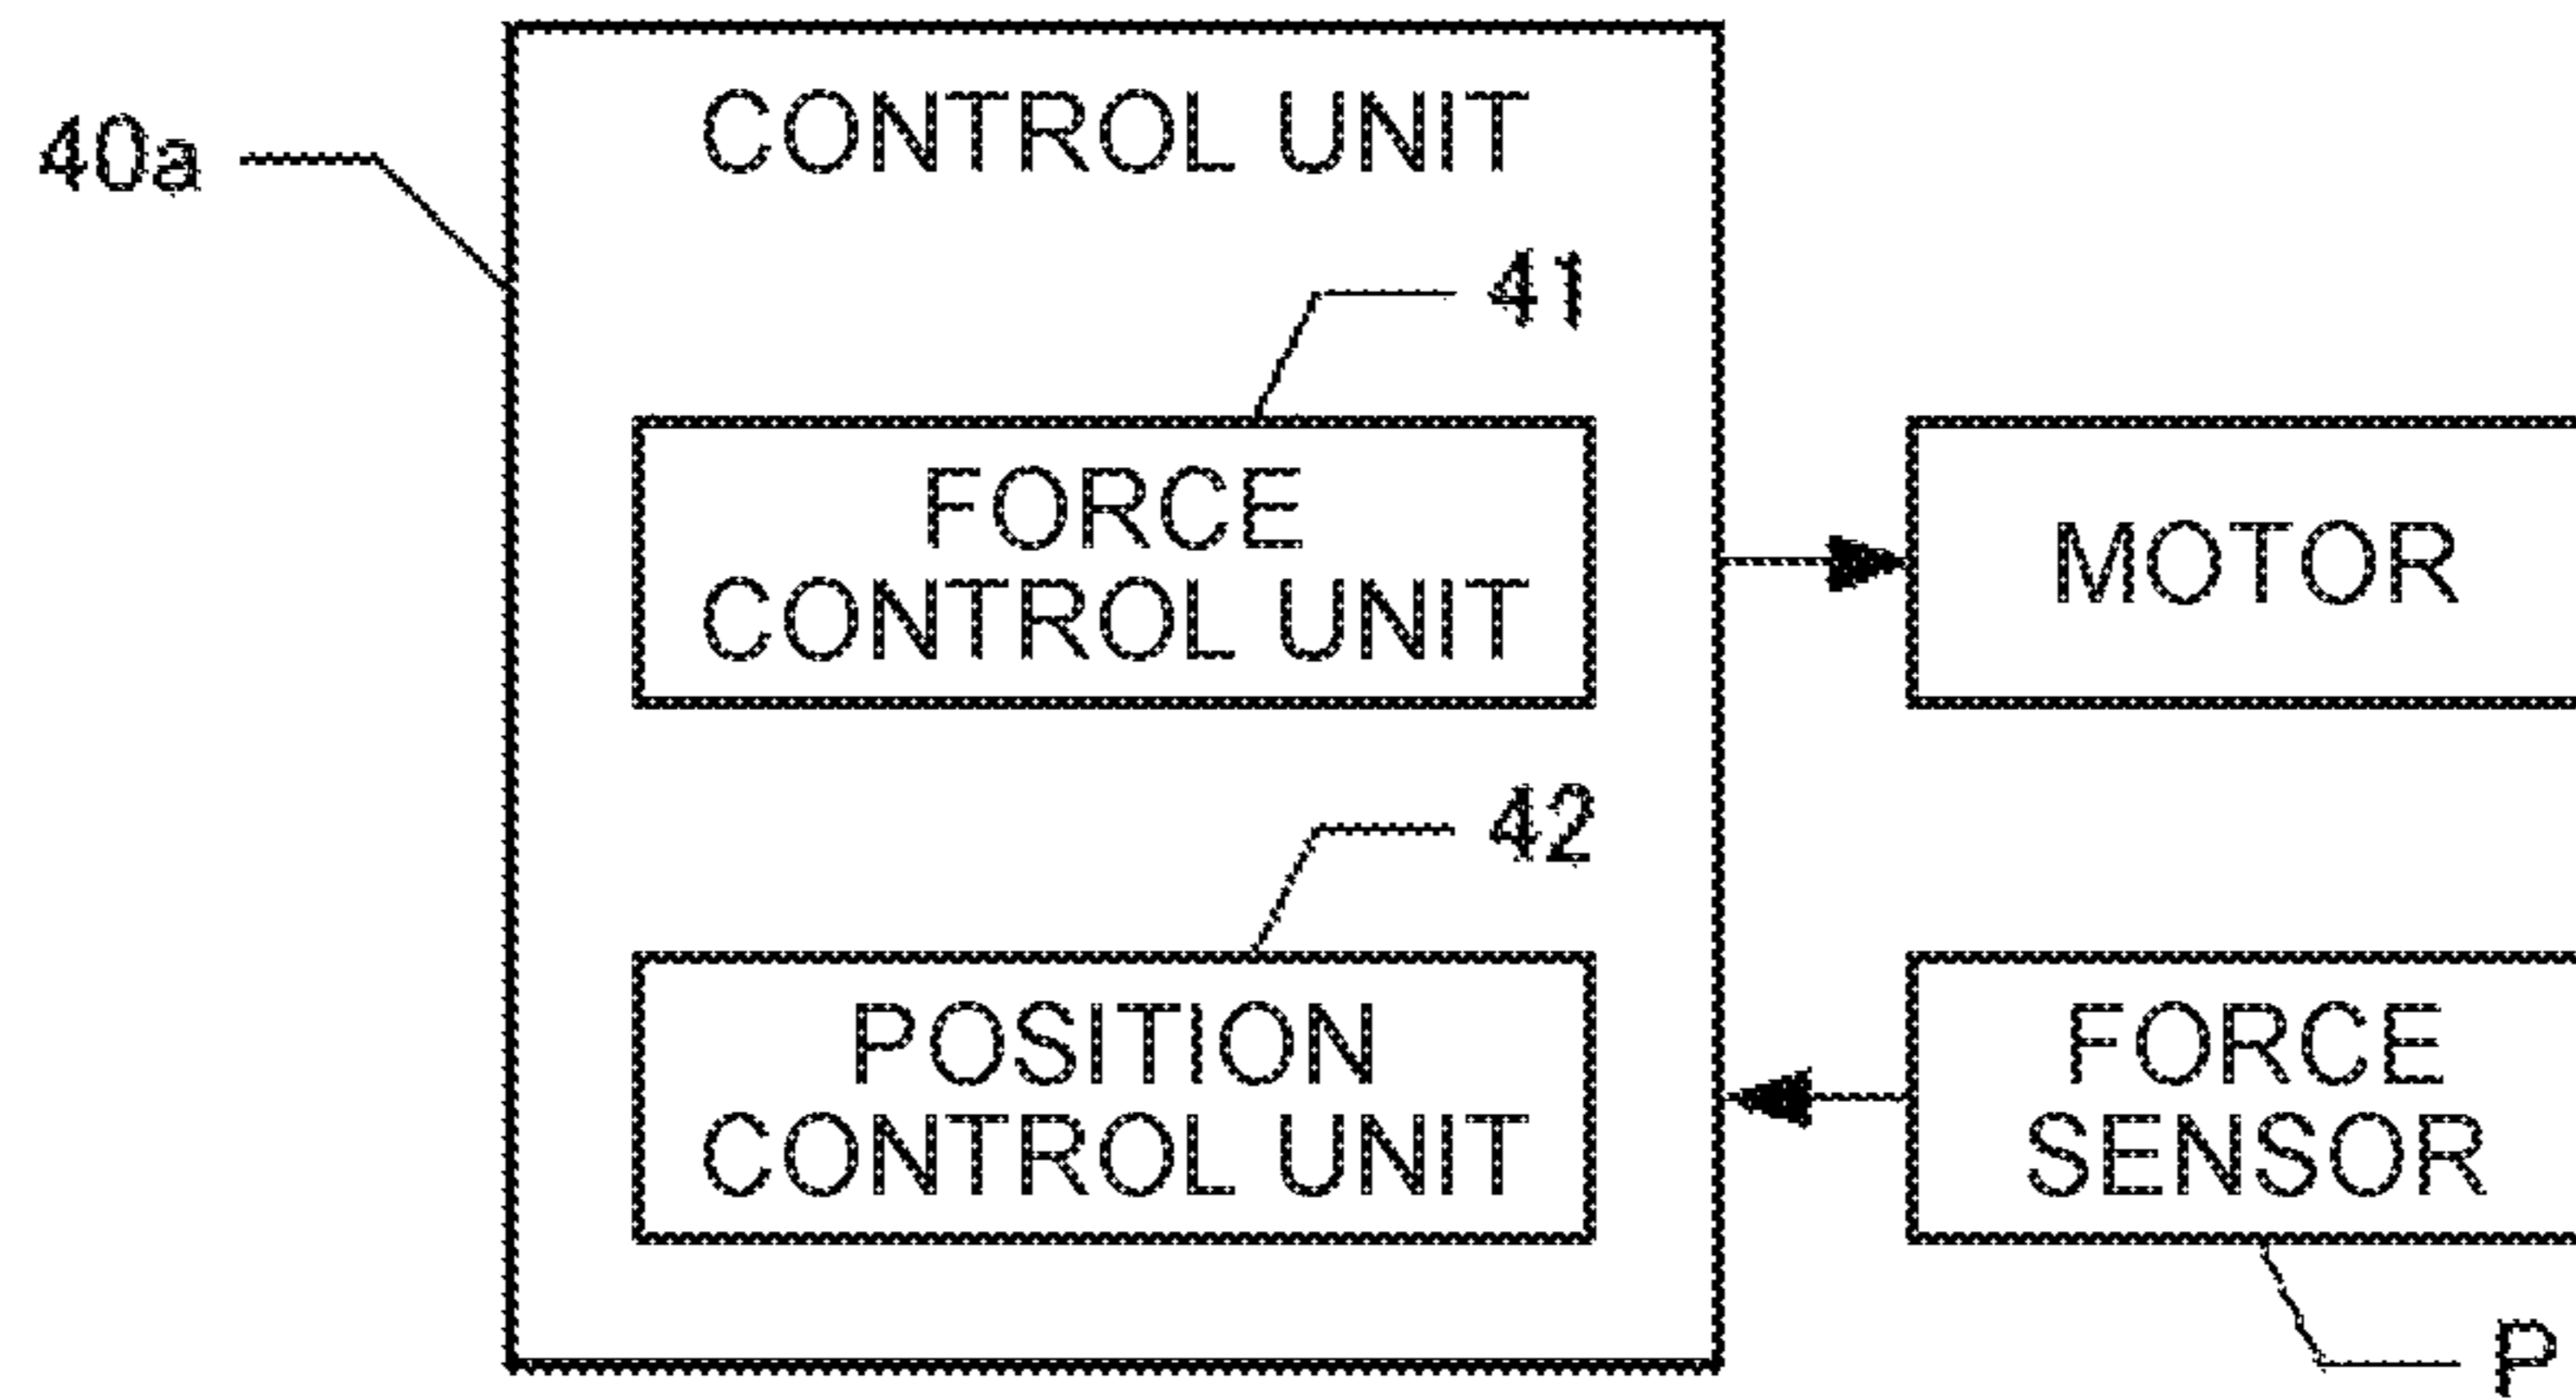 CONTROL UNIT
40a
41
FORCE
CONTROL UNIT
MOTOR
42
POSITION
CONTROL UNIT
FORCE
SENSOR
P